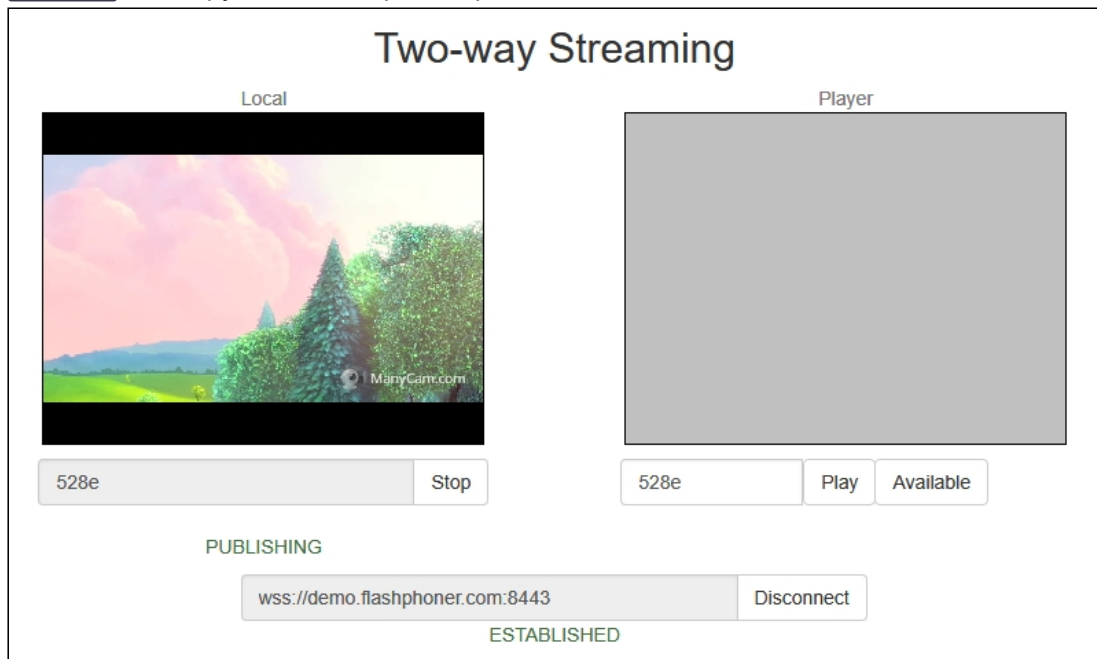 Two-way Streaming
Local
Player
ManyCam.com
528e
Stop
528e
Play
Available
PUBLISHING
wss://demo.flashphoner.com:8443
Disconnect
ESTABLISHED